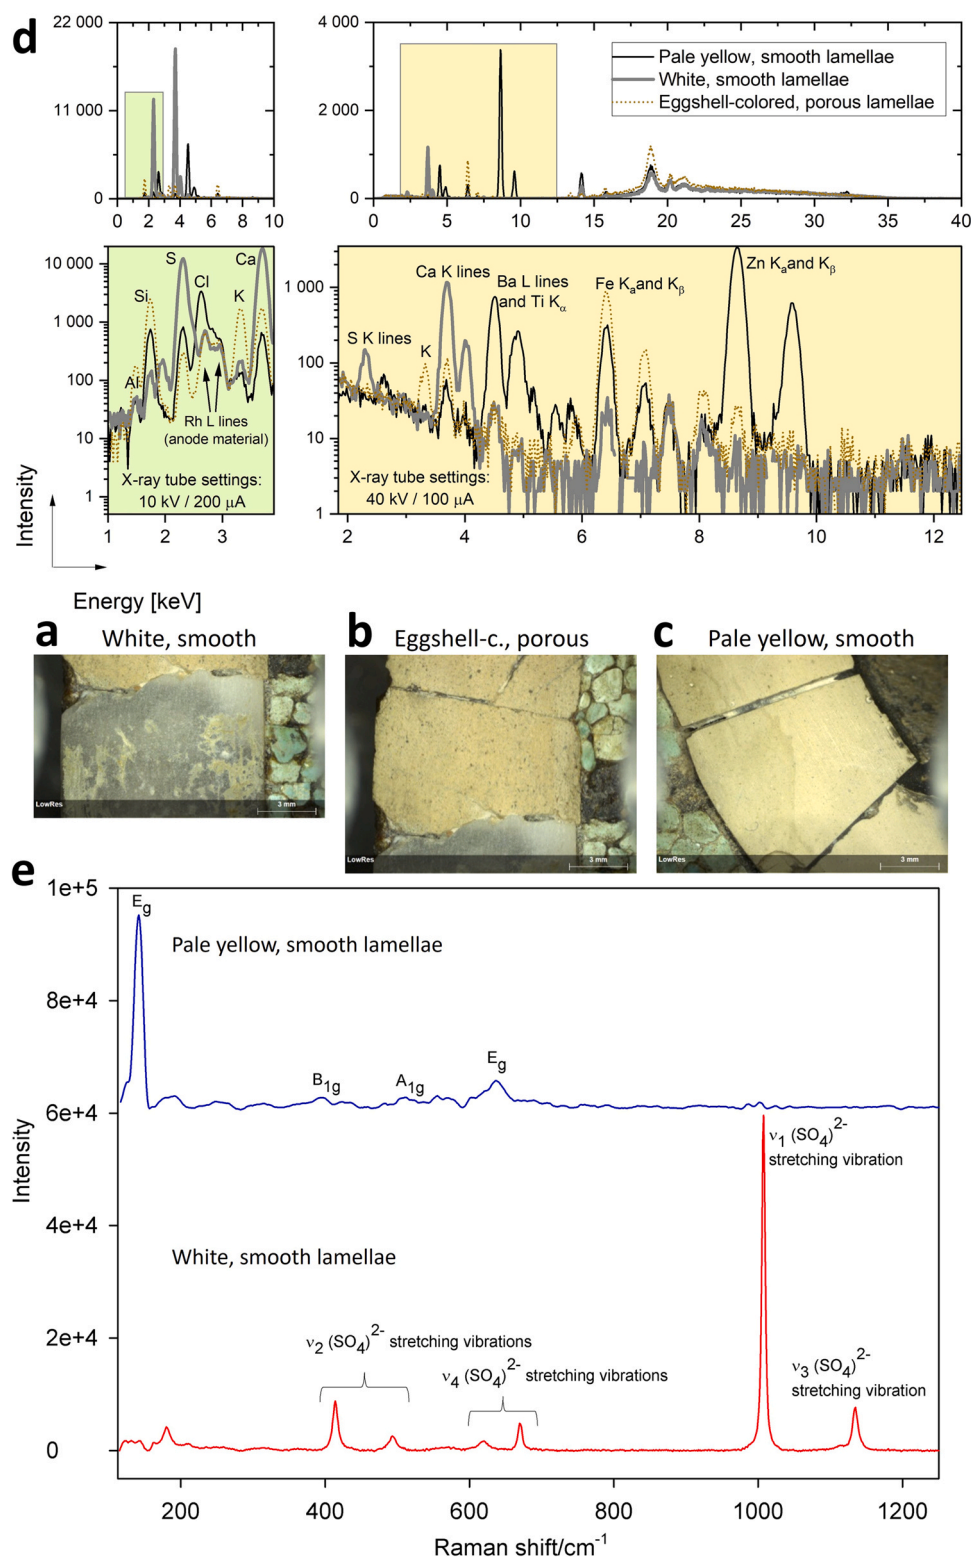 d
22 000
11 000
0
0 2 4 6 8 10
4 000
2 000
0
0 5 10 15 20 25 30 35 40
Pale yellow, smooth lamellae
White, smooth lamellae
Eggshell-colored, porous lamellae
10 000
1 000
100
10
1
S
Ca
Cl
Si
K
Al
Rh L lines
(anode material)
X-ray tube settings:
10 kV / 200 µA
1 2 3
1 000
100
10
1
Ca K lines
Ba L lines
and Ti Kα
Fe Kaand Kβ
Zn Kaand Kβ
S K lines
K
X-ray tube settings:
40 kV / 100 µA
2 4 6 8 10 12
Intensity
Energy [keV]
a
White, smooth
b
Eggshell-c., porous
c
Pale yellow, smooth
LowRes
3 mm
LowRes
3 mm
LowRes
3 mm
e
1e+5
8e+4
6e+4
4e+4
2e+4
0
Intensity
Eg
Pale yellow, smooth lamellae
B1g
A1g
Eg
ν1 (SO4)2-
stretching vibration
White, smooth lamellae
ν2 (SO4)2- stretching vibrations
ν4 (SO4)2- stretching vibrations
ν3 (SO4)2-
stretching vibration
200 400 600 800 1000 1200
Raman shift/cm-1